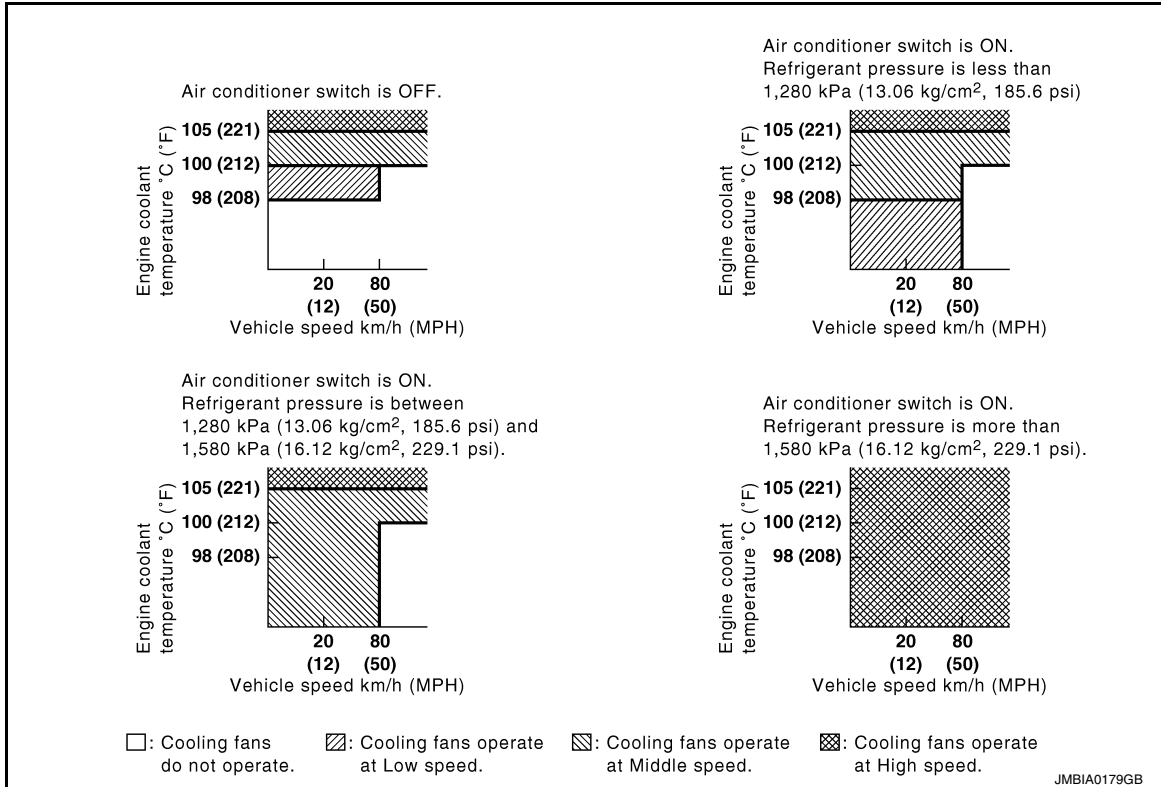 Air conditioner switch is OFF.
Engine coolant
temperature ˚C (˚F)
105 (221)
100 (212)
98 (208)
20
(12)
80
(50)
Vehicle speed km/h (MPH)
Air conditioner switch is ON.
Refrigerant pressure is less than
1,280 kPa (13.06 kg/cm², 185.6 psi)
Engine coolant
temperature ˚C (˚F)
105 (221)
100 (212)
98 (208)
20
(12)
80
(50)
Vehicle speed km/h (MPH)
Air conditioner switch is ON.
Refrigerant pressure is between
1,280 kPa (13.06 kg/cm², 185.6 psi) and
1,580 kPa (16.12 kg/cm², 229.1 psi).
Engine coolant
temperature ˚C (˚F)
105 (221)
100 (212)
98 (208)
20
(12)
80
(50)
Vehicle speed km/h (MPH)
Air conditioner switch is ON.
Refrigerant pressure is more than
1,580 kPa (16.12 kg/cm², 229.1 psi).
Engine coolant
temperature ˚C (˚F)
105 (221)
100 (212)
98 (208)
20
(12)
80
(50)
Vehicle speed km/h (MPH)
: Cooling fans
do not operate.
: Cooling fans operate
at Low speed.
: Cooling fans operate
at Middle speed.
: Cooling fans operate
at High speed.
JMBIA0179GB